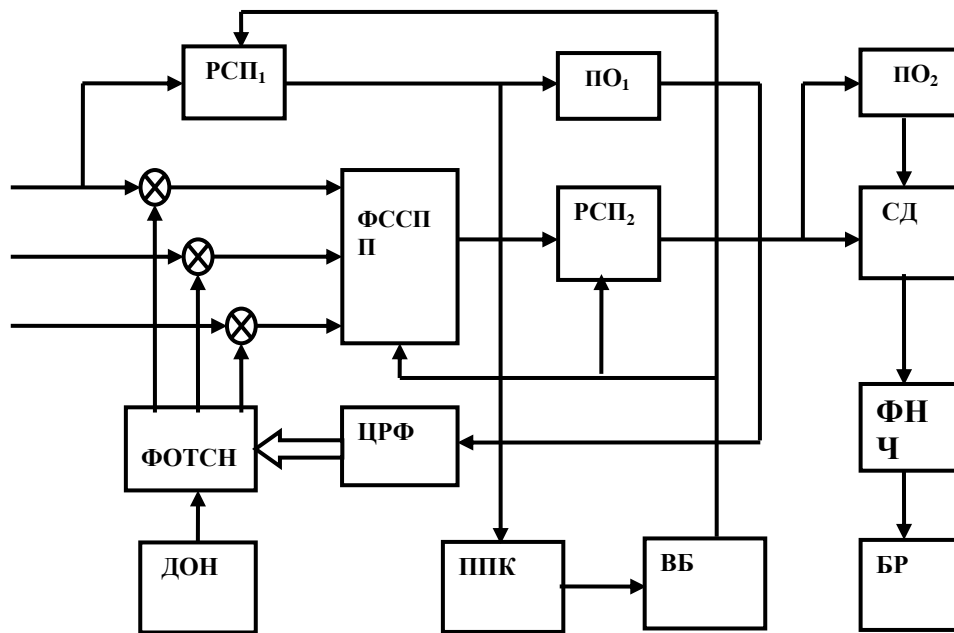 РСП₁
ПО₁
ПО₂
ФССП
П
РСП₂
СД
ФОТСН
ЦРФ
ФН
Ч
ДОН
ППК
ВБ
БР